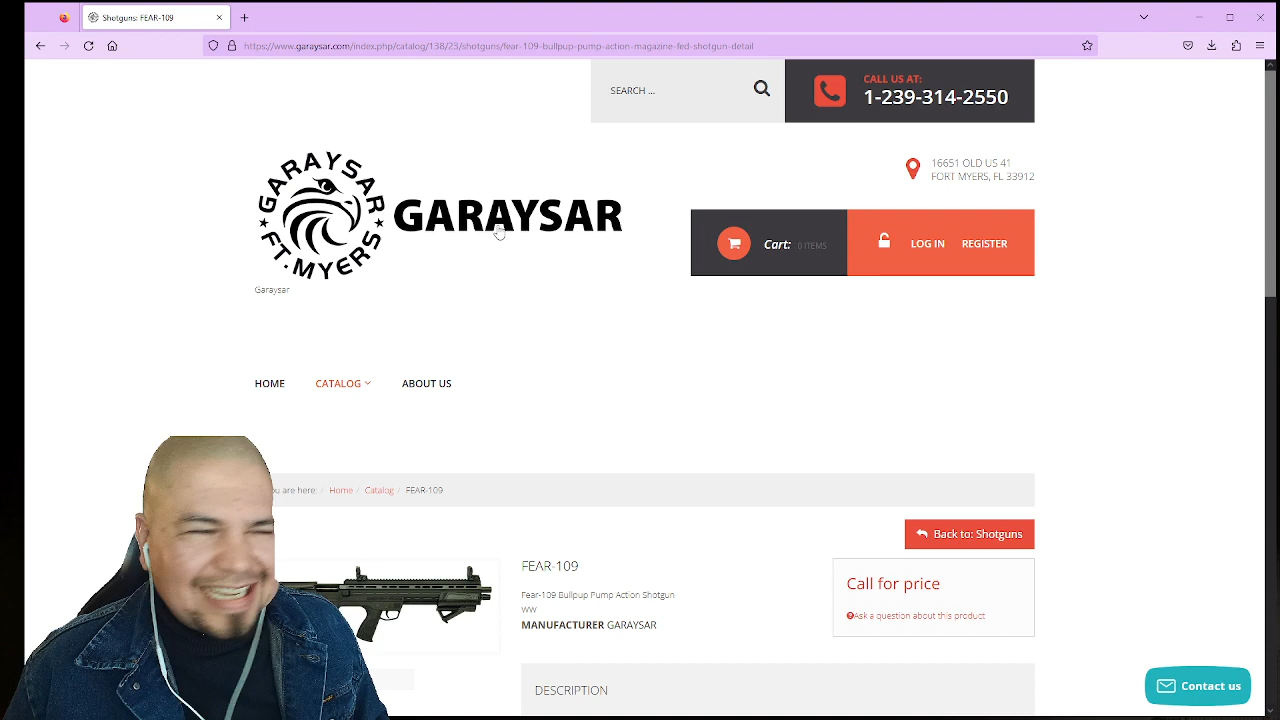 Shotguns: FEAR-109
https://www.garaysar.com/index.php/catalog/138/23/shotguns/fear-109-bullpup-pump-action-magazine-fed-shotgun-detail
SEARCH ...
CALL US AT:
1-239-314-2550
16651 OLD US 41
FORT MYERS, FL 33912
GARAYSAR
FT. MYERS
GARAYSAR
Cart: 0 ITEMS
LOG IN REGISTER
Garaysar
HOME CATALOG ABOUT US
ou are here: / Home / Catalog / FEAR-109
Back to: Shotguns
FEAR-109
Fear-109 Bullpup Pump Action Shotgun
WW
MANUFACTURER GARAYSAR
Call for price
Ask a question about this product
DESCRIPTION
Contact us